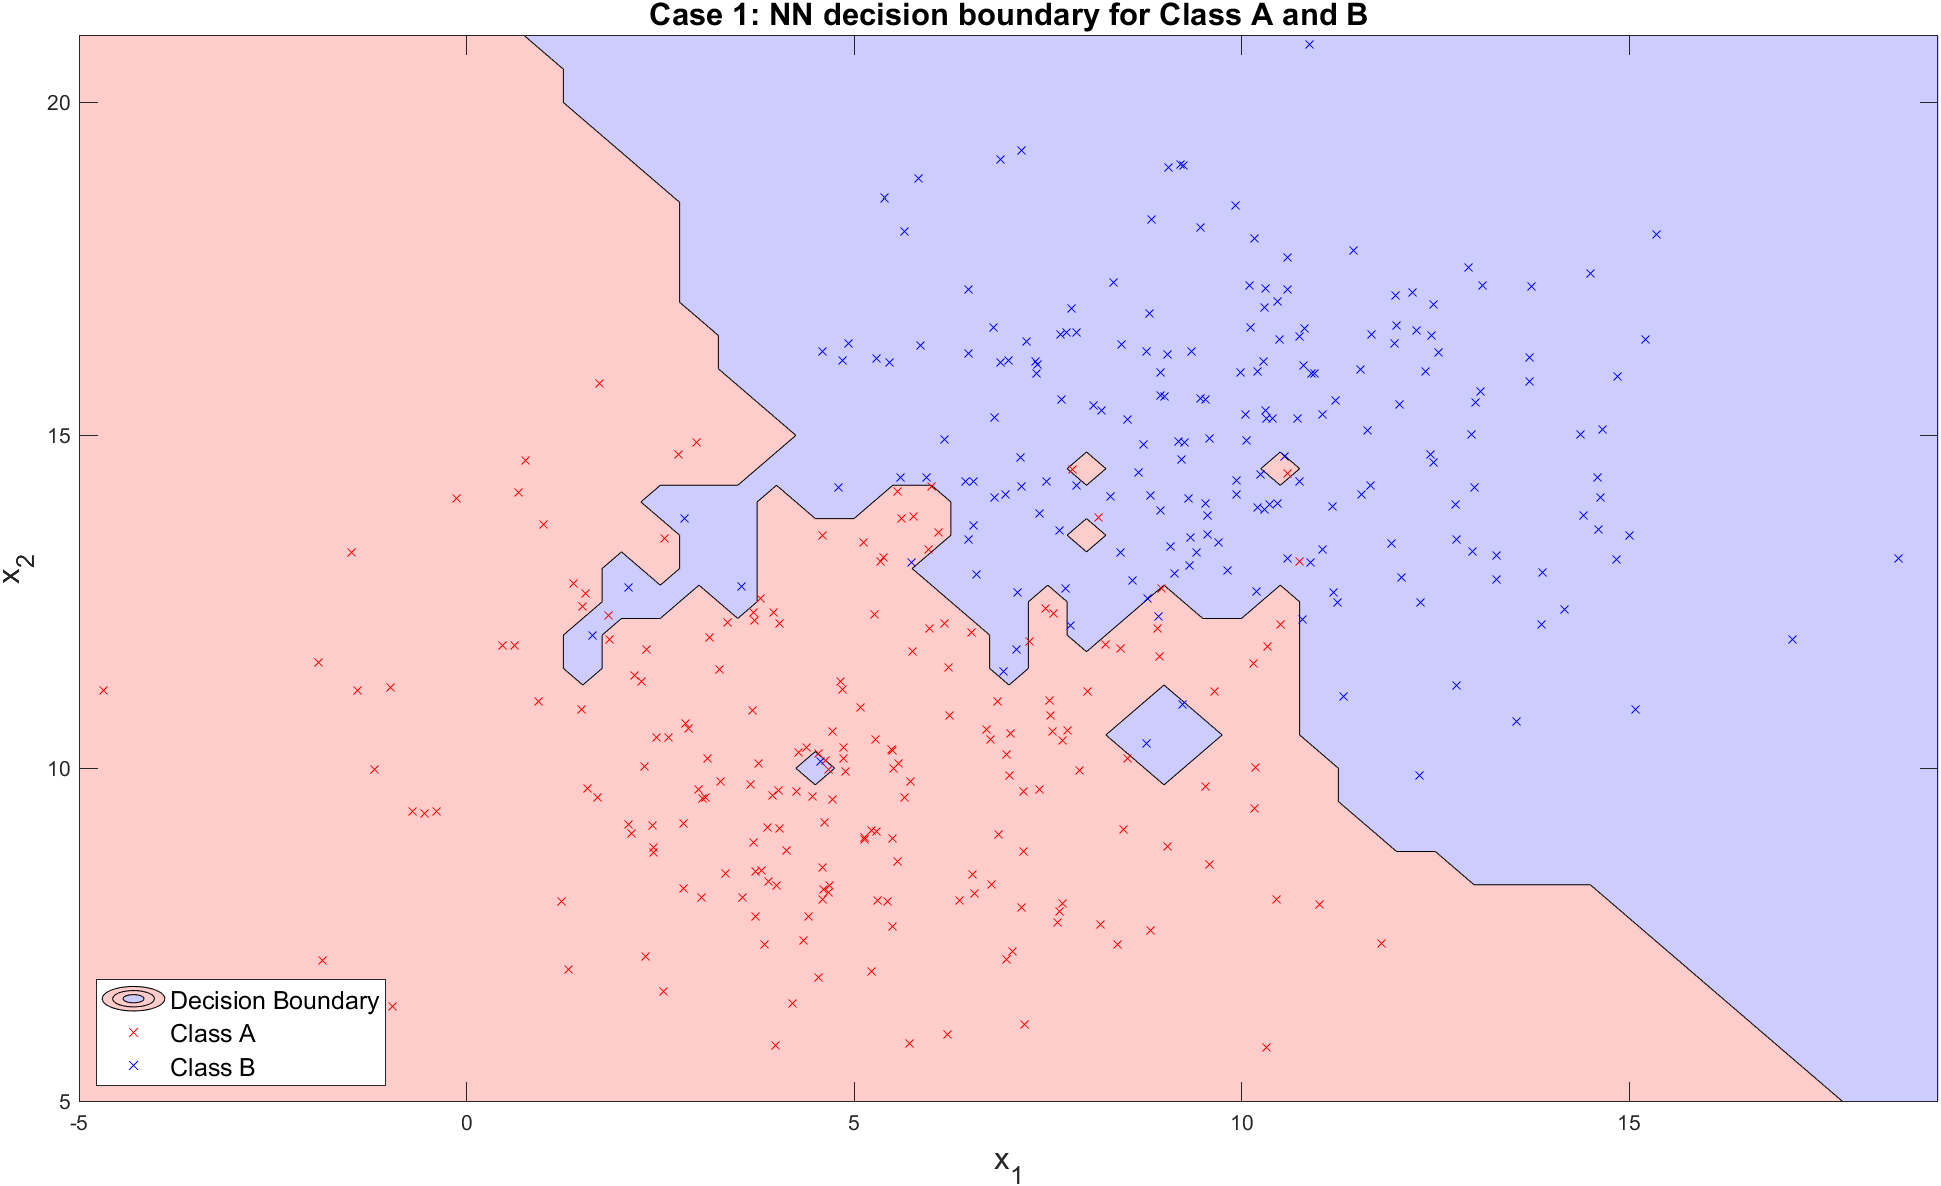 Case 1: NN decision boundary for Class A and B
20
15
10
5
x2
-5 0 5 10 15
x1
Decision Boundary
Class A
Class B